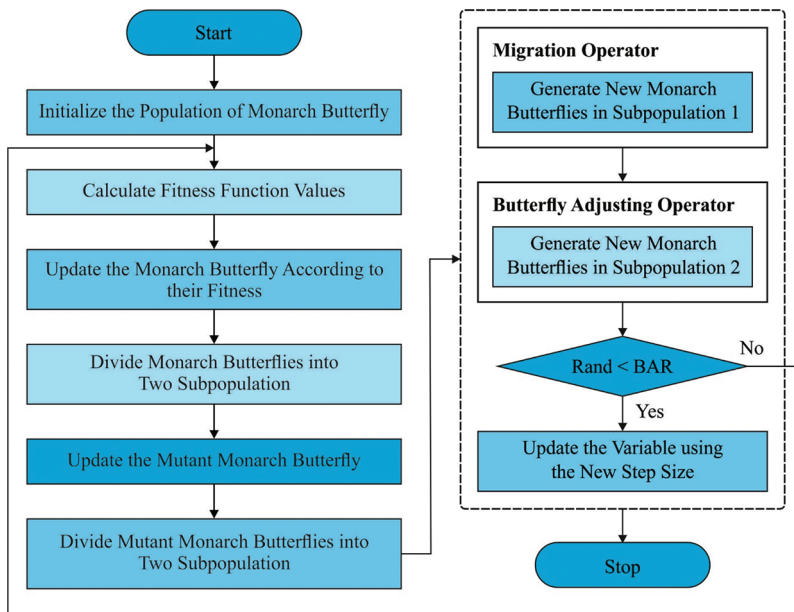 Start
Initialize the Population of Monarch Butterfly
Calculate Fitness Function Values
Update the Monarch Butterfly According to
their Fitness
Divide Monarch Butterflies into
Two Subpopulation
Update the Mutant Monarch Butterfly
Divide Mutant Monarch Butterflies into
Two Subpopulation
Migration Operator
Generate New Monarch
Butterflies in Subpopulation 1
Butterfly Adjusting Operator
Generate New Monarch
Butterflies in Subpopulation 2
Rand < BAR
No
Yes
Update the Variable using
the New Step Size
Stop